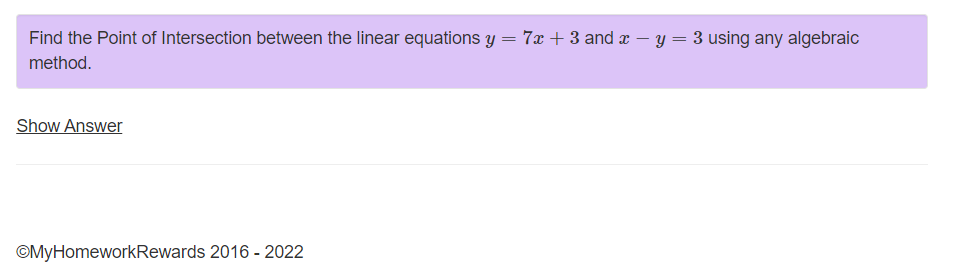 Find the Point of Intersection between the linear equations y = 7x + 3 and x − y = 3 using any algebraic
method.
Show Answer
©MyHomeworkRewards 2016 - 2022